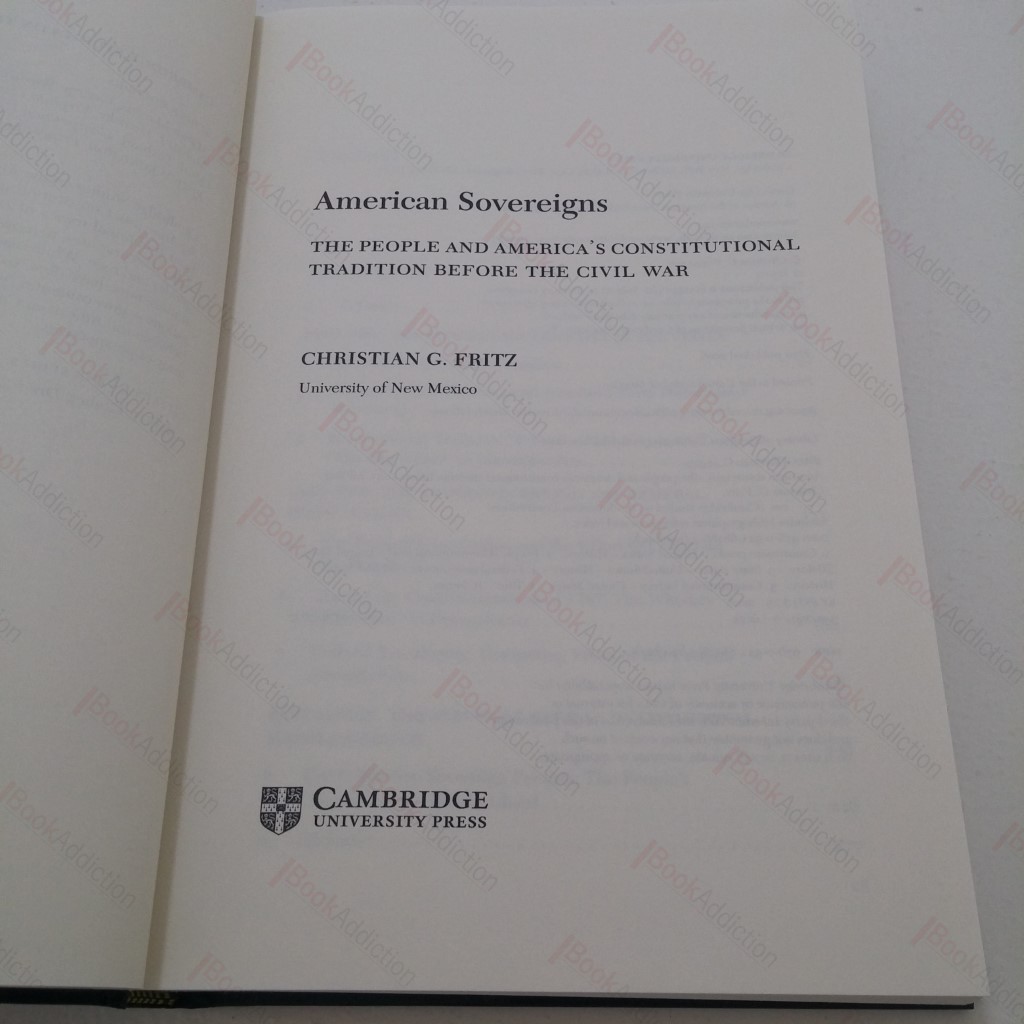 American Sovereigns
THE PEOPLE AND AMERICA'S CONSTITUTIONAL
TRADITION BEFORE THE CIVIL WAR
CHRISTIAN G. FRITZ
University of New Mexico
CAMBRIDGE
UNIVERSITY PRESS
BookAddiction